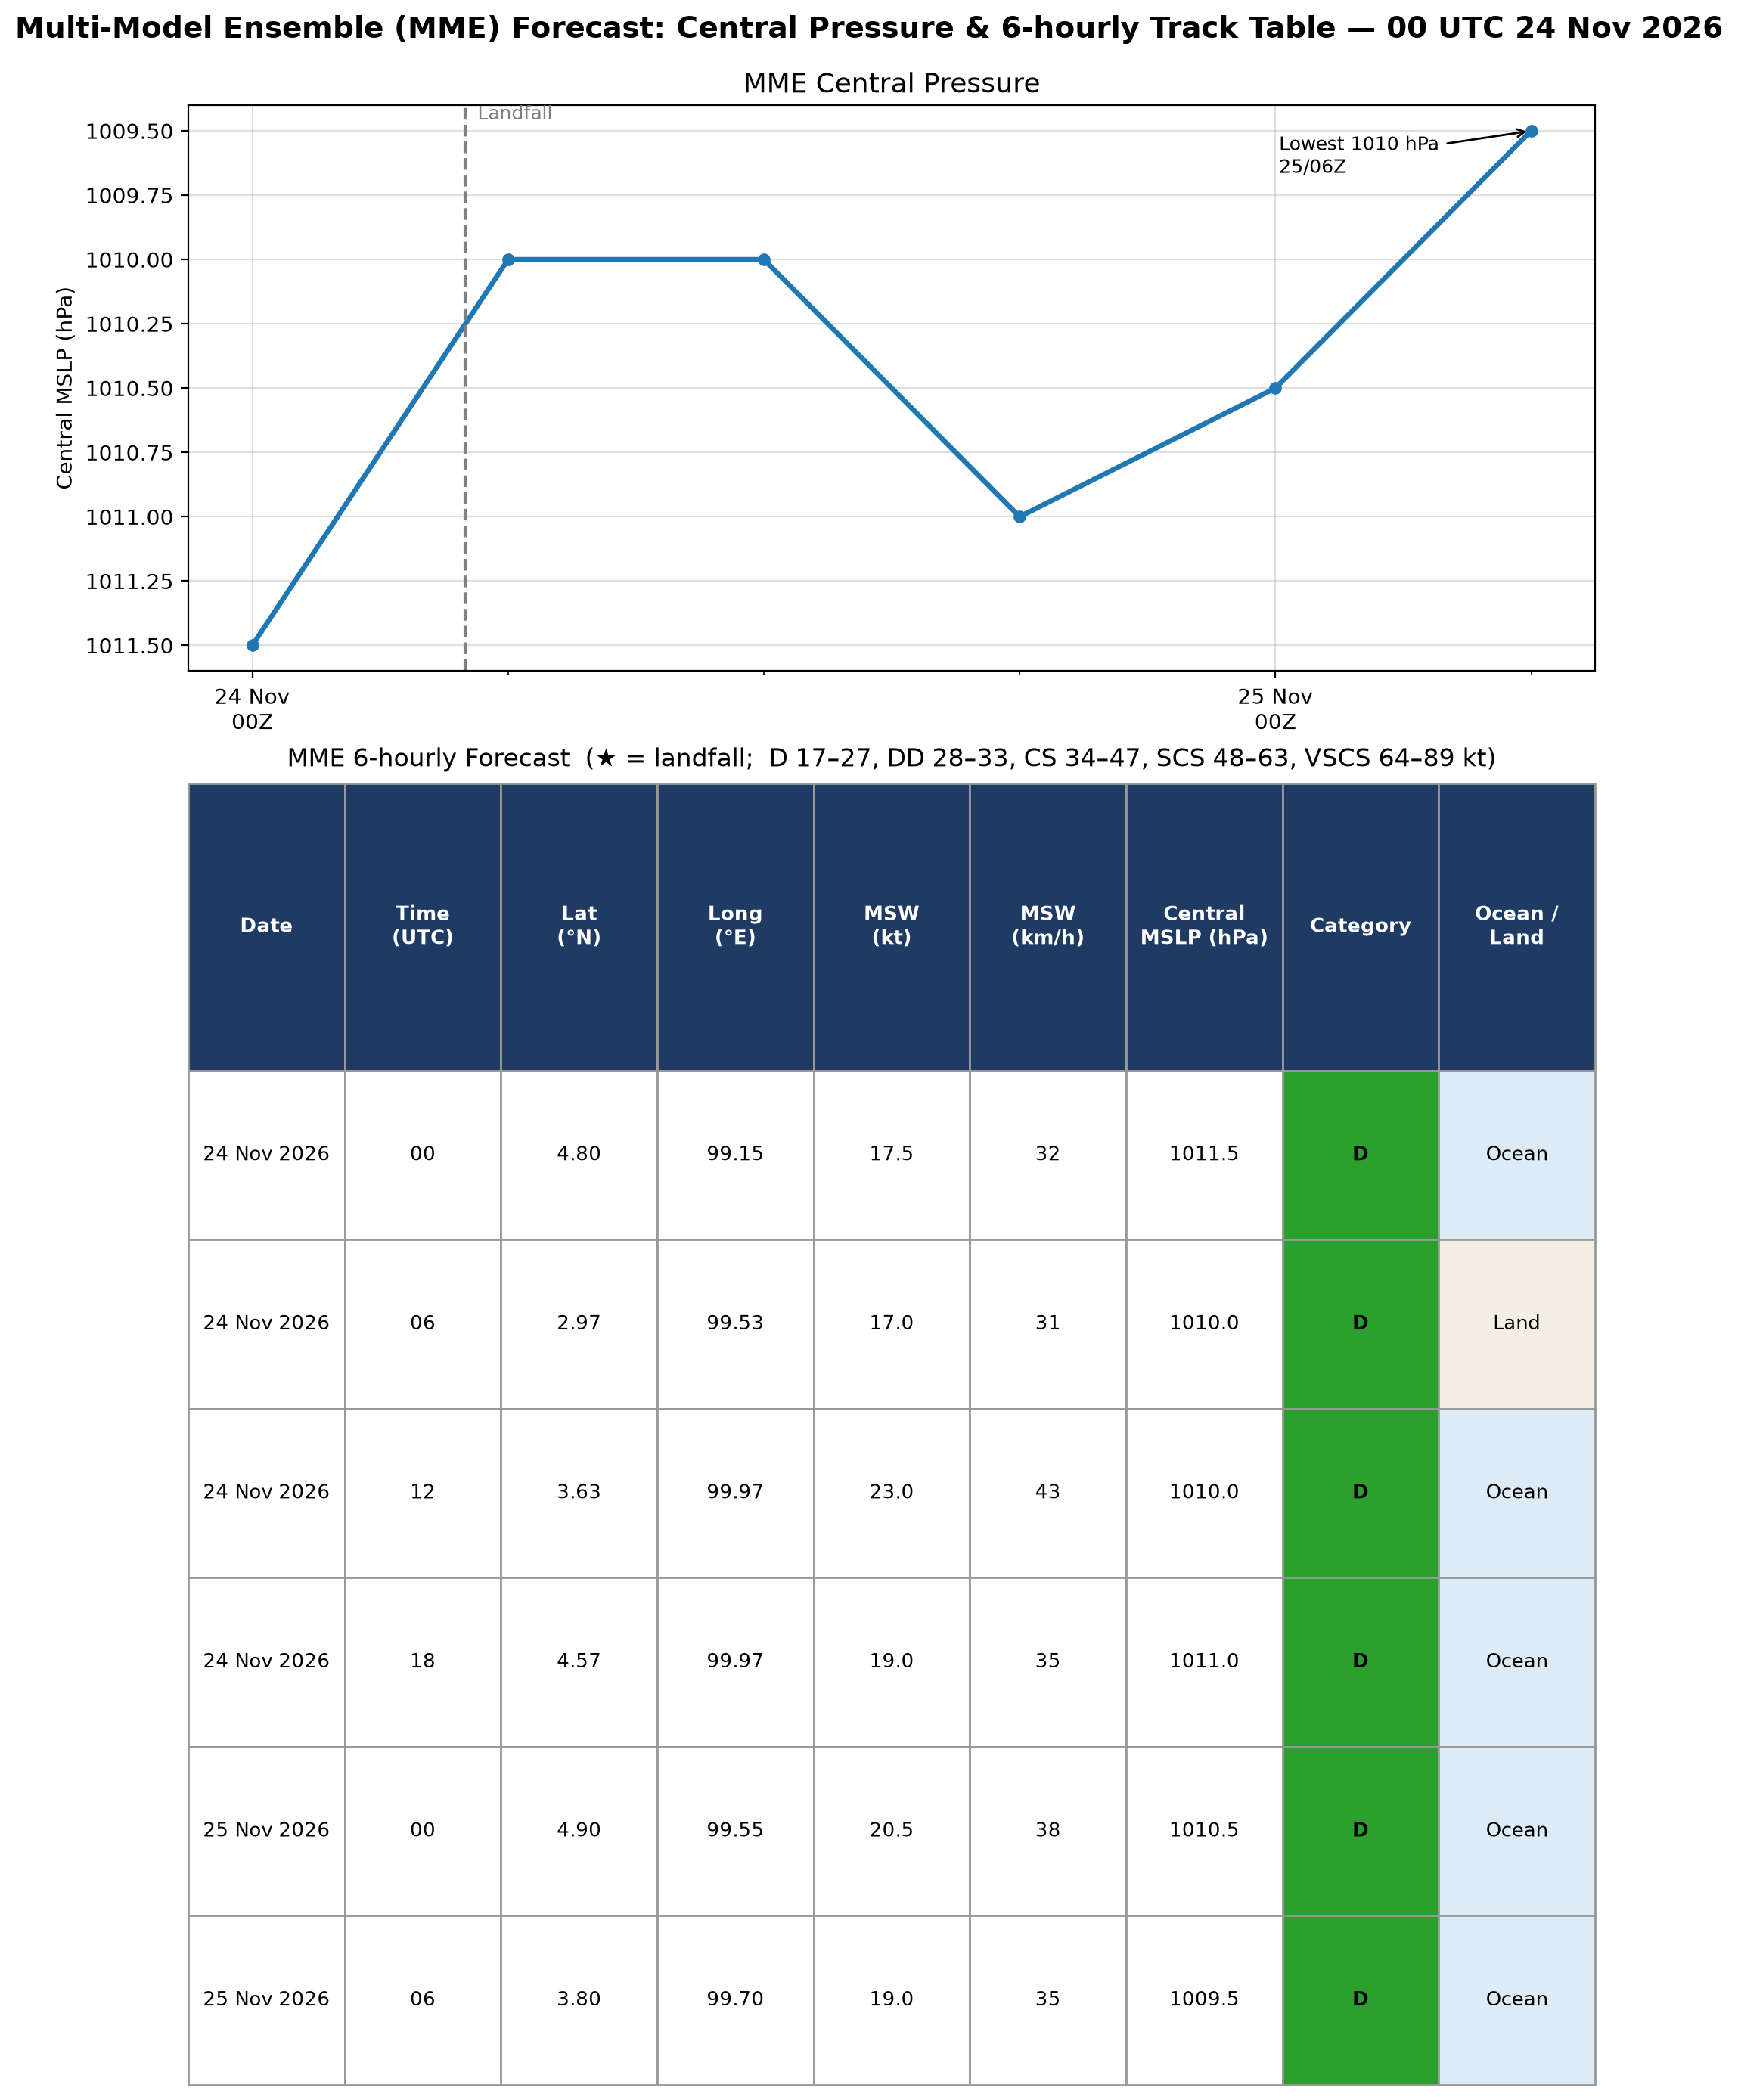 Multi-Model Ensemble (MME) Forecast: Central Pressure & 6-hourly Track Table — 00 UTC 24 Nov 2026
MME Central Pressure
Landfall
Lowest 1010 hPa
25/06Z
Central MSLP (hPa)
1009.50
1009.75
1010.00
1010.25
1010.50
1010.75
1011.00
1011.25
1011.50
24 Nov
00Z
25 Nov
00Z
MME 6-hourly Forecast (★ = landfall; D 17–27, DD 28–33, CS 34–47, SCS 48–63, VSCS 64–89 kt)
Date Time (UTC) Lat (°N) Long (°E) MSW (kt) MSW (km/h) Central MSLP (hPa) Category Ocean / Land
24 Nov 2026 00 4.80 99.15 17.5 32 1011.5 D Ocean
24 Nov 2026 06 2.97 99.53 17.0 31 1010.0 D Land
24 Nov 2026 12 3.63 99.97 23.0 43 1010.0 D Ocean
24 Nov 2026 18 4.57 99.97 19.0 35 1011.0 D Ocean
25 Nov 2026 00 4.90 99.55 20.5 38 1010.5 D Ocean
25 Nov 2026 06 3.80 99.70 19.0 35 1009.5 D Ocean